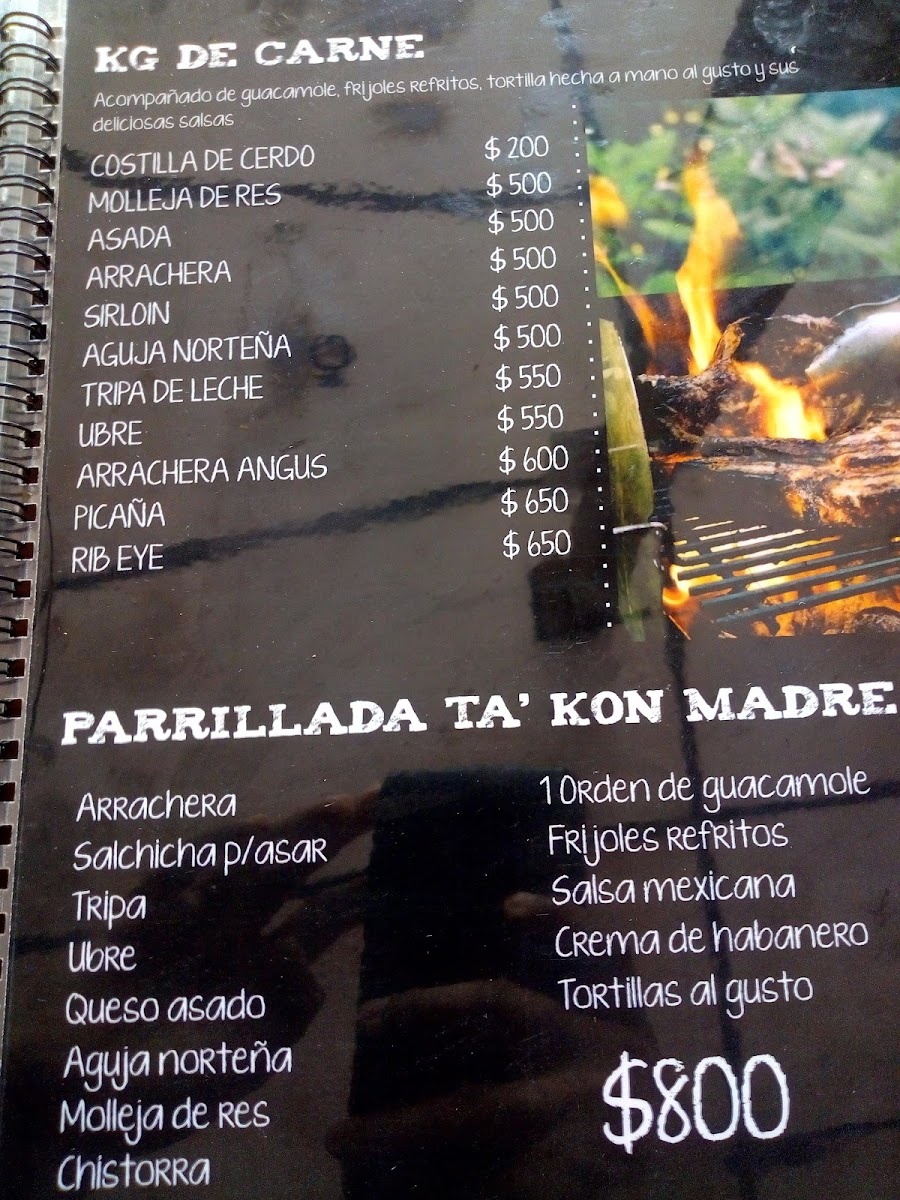 KG DE CARNE
Acompañado de guacamole, frijoles refritos, tortilla hecha a mano al gusto y sus
deliciosas salsas
COSTILLA DE CERDO $ 200
MOLLEJA DE RES $ 500
ASADA $ 500
ARRACHERA $ 500
SIRLOIN $ 500
AGUJA NORTEÑA $ 500
TRIPA DE LECHE $ 550
UBRE $ 550
ARRACHERA ANGUS $ 600
PICAÑA $ 650
RIB EYE $ 650
PARRILLADA TA' KON MADRE
Arrachera
Salchicha p/asar
Tripa
Ubre
Queso asado
Aguja norteña
Molleja de res
Chistorra
1 Orden de guacamole
Frijoles refritos
Salsa mexicana
Crema de habanero
Tortillas al gusto
$800